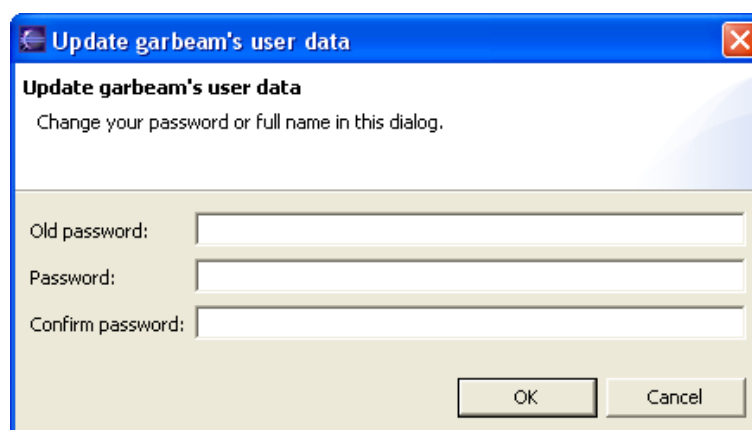 Update garbeam's user data
Update garbeam's user data
Change your password or full name in this dialog.
Old password:
Password:
Confirm password:
OK Cancel